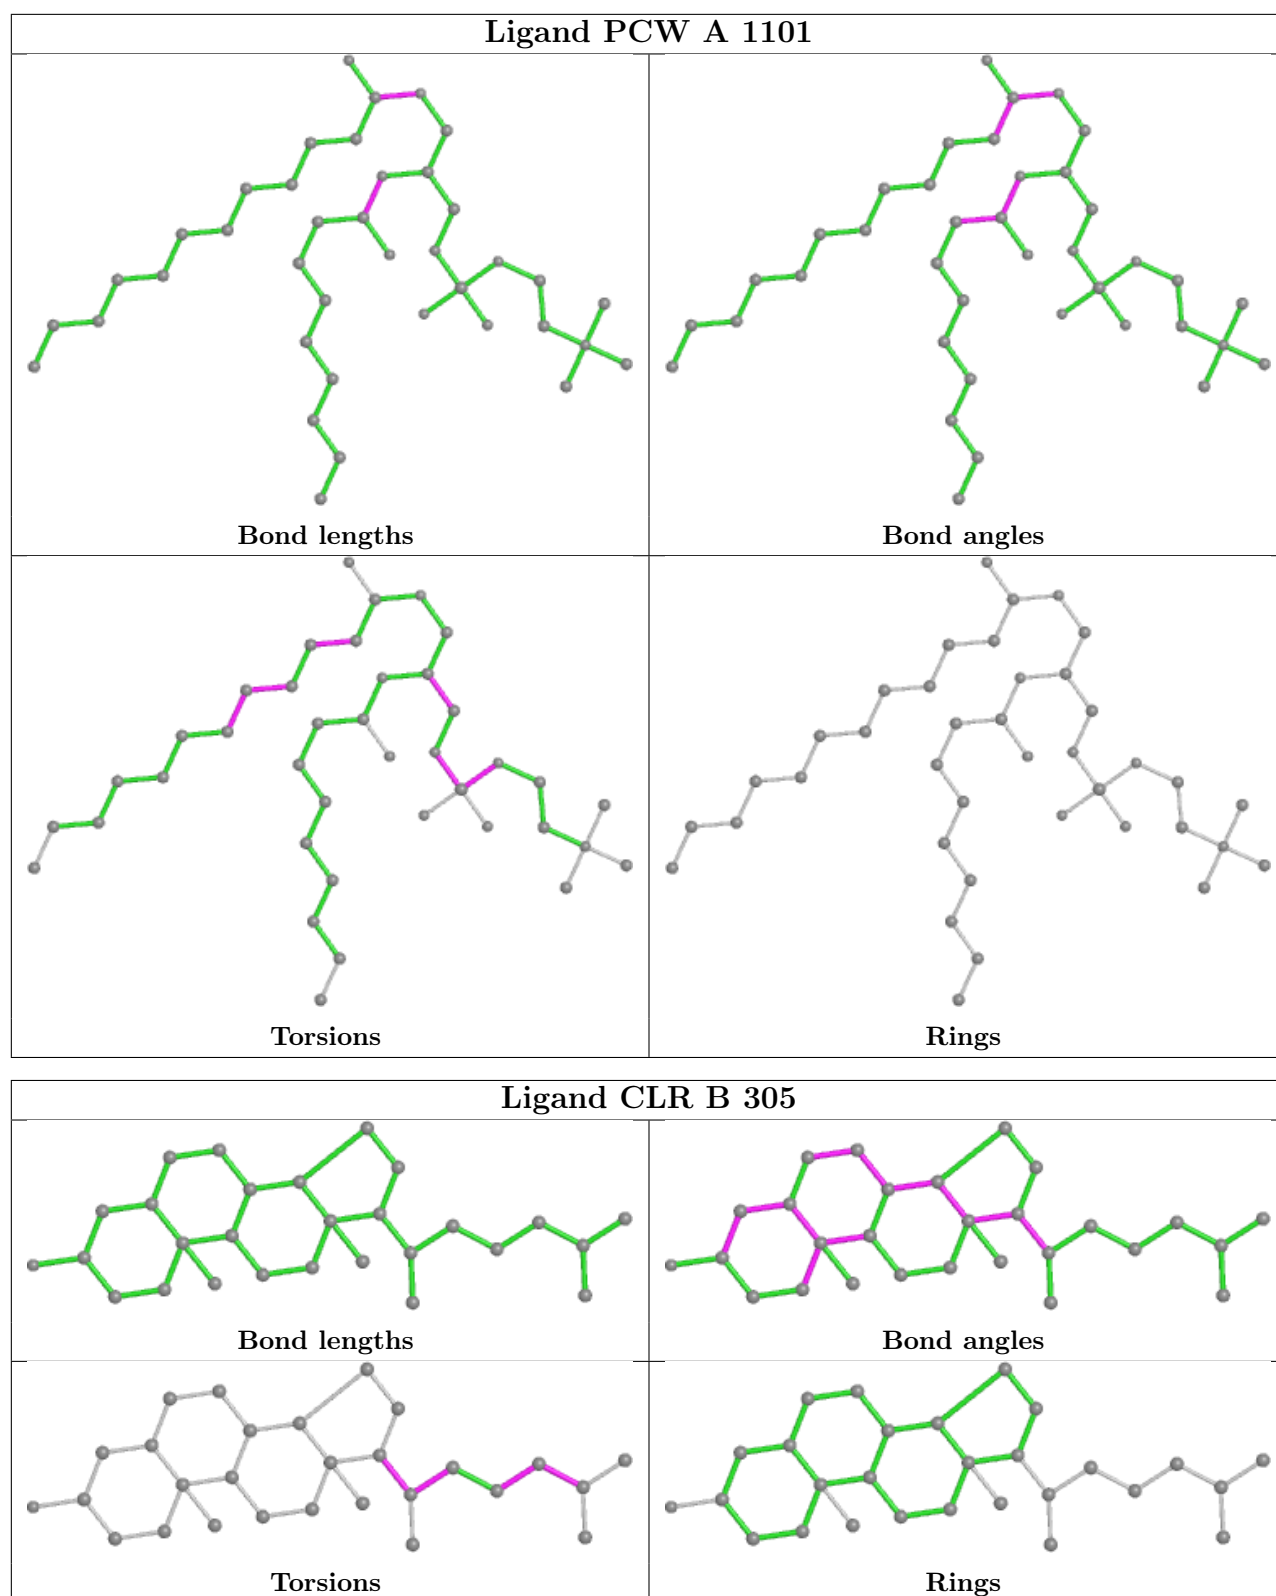 Ligand PCW A 1101
Bond lengths
Bond angles
Torsions
Rings
Ligand CLR B 305
Bond lengths
Bond angles
Torsions
Rings